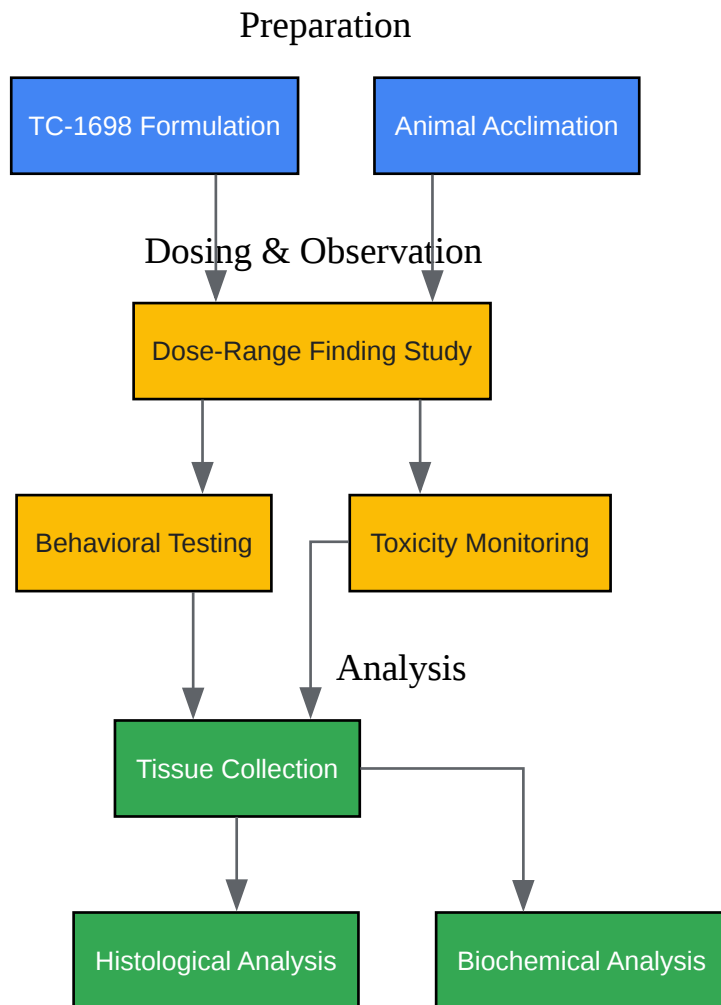 Preparation
TC-1698 Formulation
Animal Acclimation
Dosing & Observation
Dose-Range Finding Study
Behavioral Testing
Toxicity Monitoring
Analysis
Tissue Collection
Histological Analysis
Biochemical Analysis